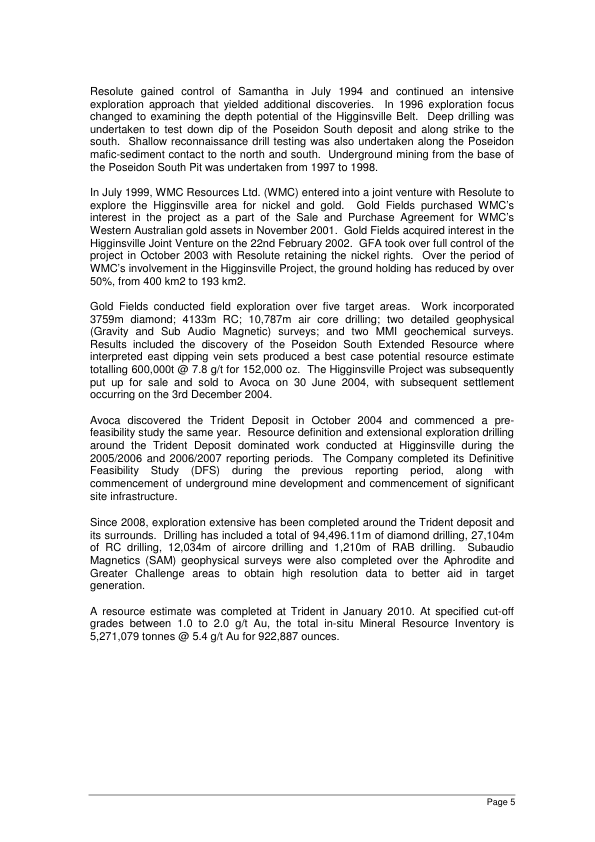 Resolute gained control of Samantha in July 1994 and continued an intensive
exploration approach that yielded additional discoveries. In 1996 exploration focus
changed to examining the depth potential of the Higginsville Belt. Deep drilling was
undertaken to test down dip of the Poseidon South deposit and along strike to the
south. Shallow reconnaissance drill testing was also undertaken along the Poseidon
mafic-sediment contact to the north and south. Underground mining from the base of
the Poseidon South Pit was undertaken from 1997 to 1998.
In July 1999, WMC Resources Ltd. (WMC) entered into a joint venture with Resolute to
explore the Higginsville area for nickel and gold. Gold Fields purchased WMC's
interest in the project as a part of the Sale and Purchase Agreement for WMC's
Western Australian gold assets in November 2001. Gold Fields acquired interest in the
Higginsville Joint Venture on the 22nd February 2002. GFA took over full control of the
project in October 2003 with Resolute retaining the nickel rights. Over the period of
WMC's involvement in the Higginsville Project, the ground holding has reduced by over
50%, from 400 km2 to 193 km2.
Gold Fields conducted field exploration over five target areas. Work incorporated
3759m diamond; 4133m RC; 10,787m air core drilling; two detailed geophysical
(Gravity and Sub Audio Magnetic) surveys; and two MMI geochemical surveys.
Results included the discovery of the Poseidon South Extended Resource where
interpreted east dipping vein sets produced a best case potential resource estimate
totalling 600,000t @ 7.8 g/t for 152,000 oz. The Higginsville Project was subsequently
put up for sale and sold to Avoca on 30 June 2004, with subsequent settlement
occurring on the 3rd December 2004.
Avoca discovered the Trident Deposit in October 2004 and commenced a pre-
feasibility study the same year. Resource definition and extensional exploration drilling
around the Trident Deposit dominated work conducted at Higginsville during the
2005/2006 and 2006/2007 reporting periods. The Company completed its Definitive
Feasibility Study (DFS) during the previous reporting period, along with
commencement of underground mine development and commencement of significant
site infrastructure.
Since 2008, exploration extensive has been completed around the Trident deposit and
its surrounds. Drilling has included a total of 94,496.11m of diamond drilling, 27,104m
of RC drilling, 12,034m of aircore drilling and 1,210m of RAB drilling. Subaudio
Magnetics (SAM) geophysical surveys were also completed over the Aphrodite and
Greater Challenge areas to obtain high resolution data to better aid in target
generation.
A resource estimate was completed at Trident in January 2010. At specified cut-off
grades between 1.0 to 2.0 g/t Au, the total in-situ Mineral Resource Inventory is
5,271,079 tonnes @ 5.4 g/t Au for 922,887 ounces.
Page 5